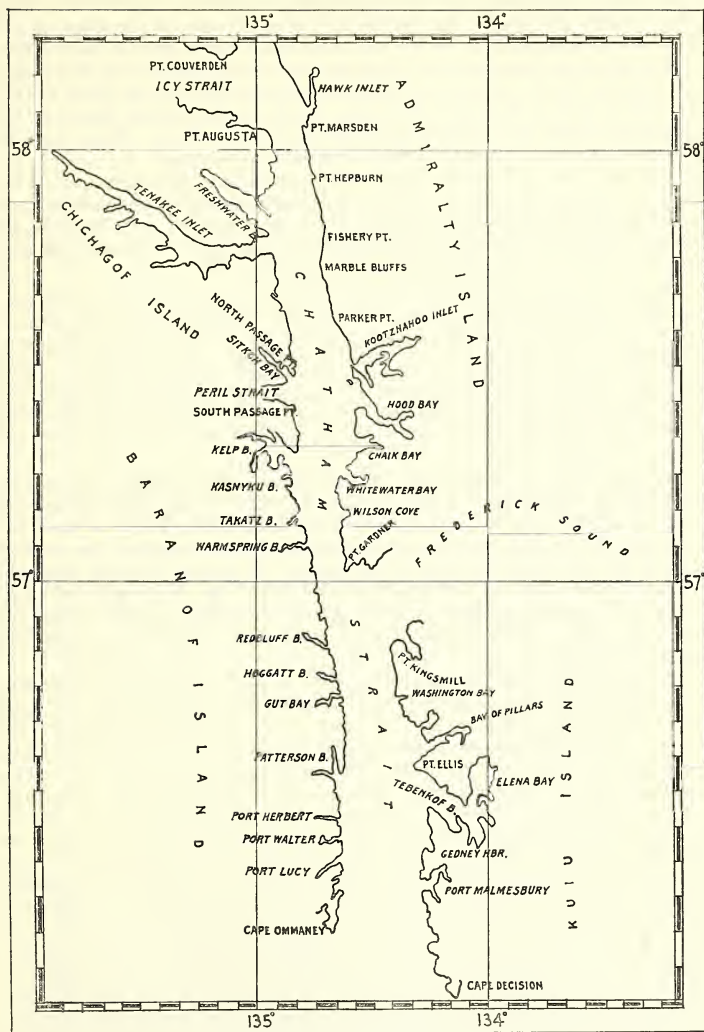 135° 134°
PT. COUVERDEN
ICY STRAIT
HAWK INLET
PT. MARSDEN
PT. AUGUSTA
58° 58°
PT. HEPBURN
FRESHWATER B.
TENAKEE INLET
ADMIRALTY ISLAND
CHICHAGOF ISLAND
FISHERY PT.
MARBLE BLUFFS
CHATHAM STRAIT
PARKER PT.
KOOTZNAHOO INLET
NORTH PASSAGE
SITKOH BAY
PERIL STRAIT
HOOD BAY
SOUTH PASSAGE PT.
KELP B.
CHAIK BAY
KASNYKU B.
WHITEWATER BAY
TAKATZ B.
WILSON COVE
WARMSPRING B.
PT. GARDNER
FREDERICK SOUND
BARANOF ISLAND
57° 57°
REDBLUFF B.
PT. KINGSMILL
HOGGATT B.
WASHINGTON BAY
GUT BAY
BAY OF PILLARS
PATTERSON B.
PT. ELLIS
ELENA BAY
TEBENKOF B.
KUIU ISLAND
PORT HERBERT
PORT WALTER
GEDNEY HBR.
PORT LUCY
PORT MALMESBURY
CAPE OMMANEY
CAPE DECISION
135° 134°